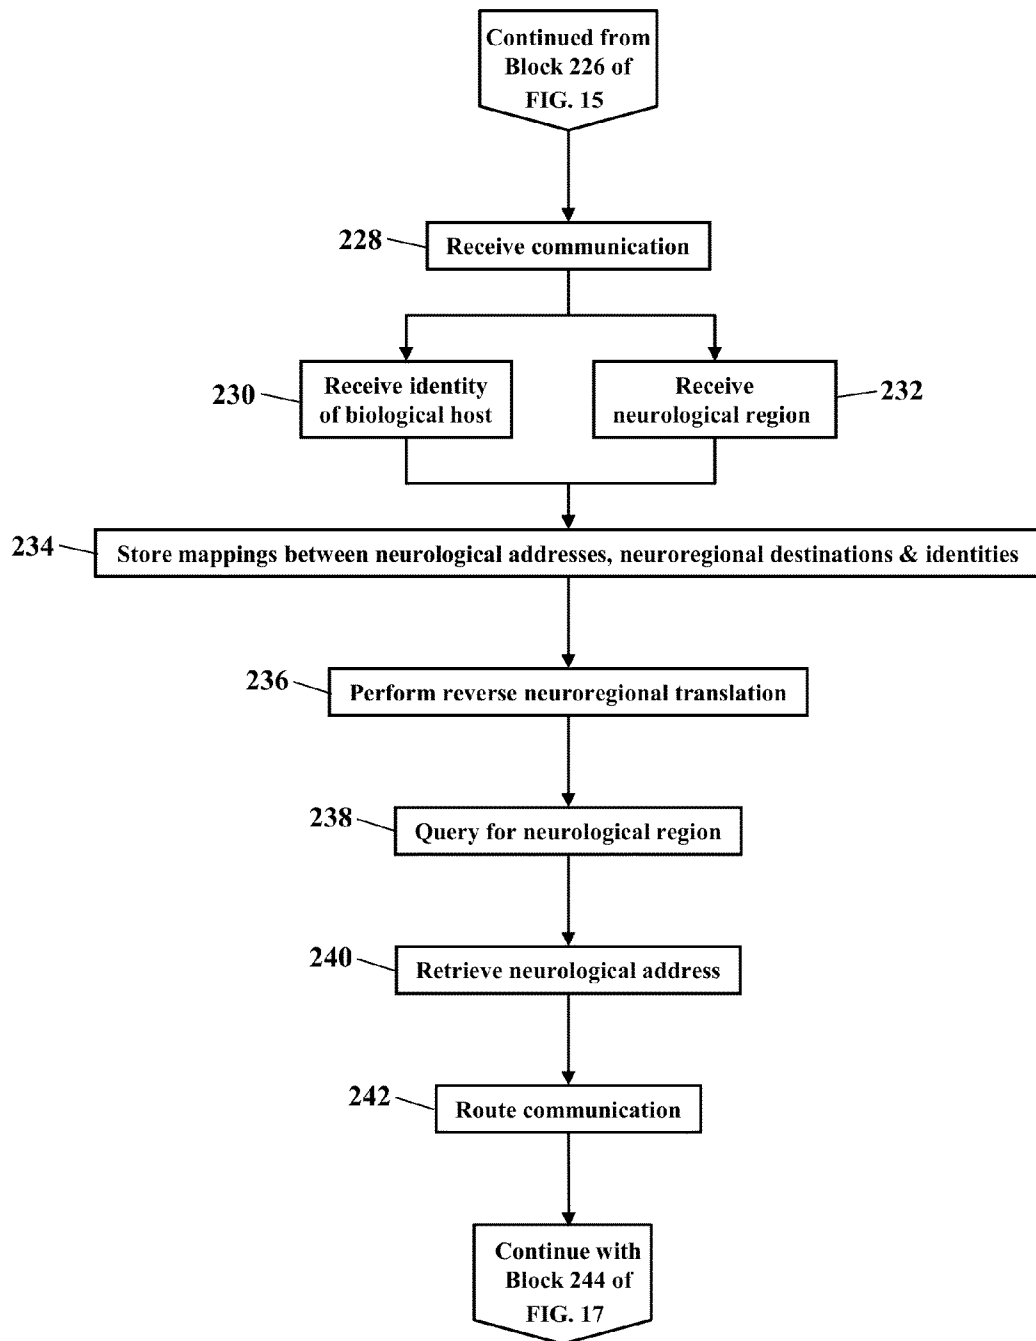 Continued from
Block 226 of
FIG. 15
228
Receive communication
230
Receive identity
of biological host
Receive
neurological region
232
234
Store mappings between neurological addresses, neuroregional destinations & identities
236
Perform reverse neuroregional translation
238
Query for neurological region
240
Retrieve neurological address
242
Route communication
Continue with
Block 244 of
FIG. 17